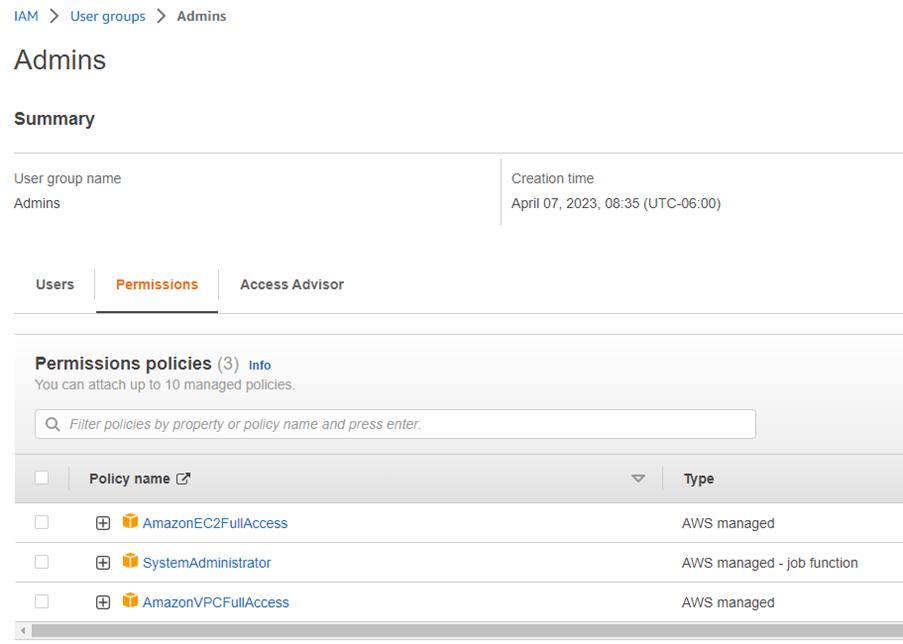 IAM > User groups > Admins
Admins
Summary
User group name
Creation time
Admins
April 07, 2023, 08:35 (UTC-06:00)
Users
Permissions
Access Advisor
Permissions policies (3) Info
You can attach up to 10 managed policies.
Filter policies by property or policy name and press enter.
Policy name
Type
AmazonEC2FullAccess
AWS managed
SystemAdministrator
AWS managed - job function
AmazonVPCFullAccess
AWS managed